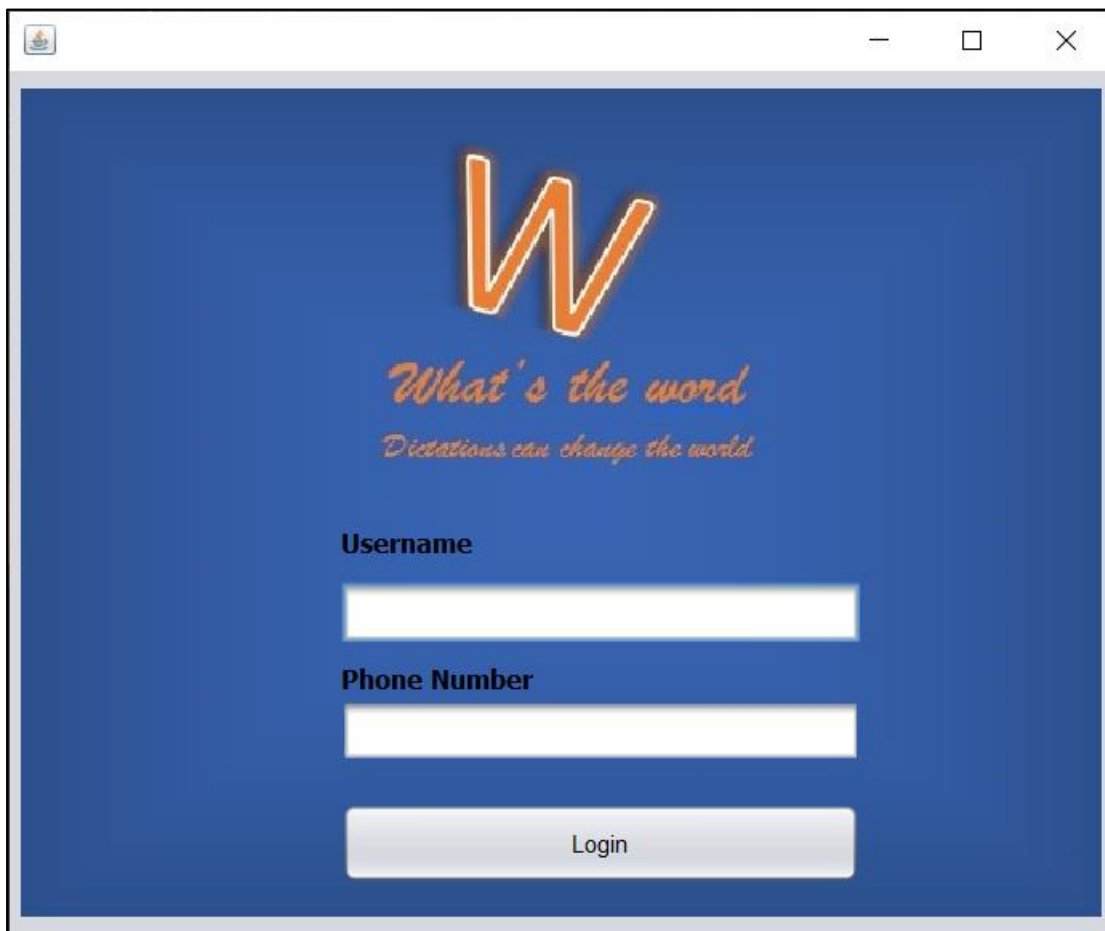 W
What's the word
Dictations can change the world
Username
Phone Number
Login